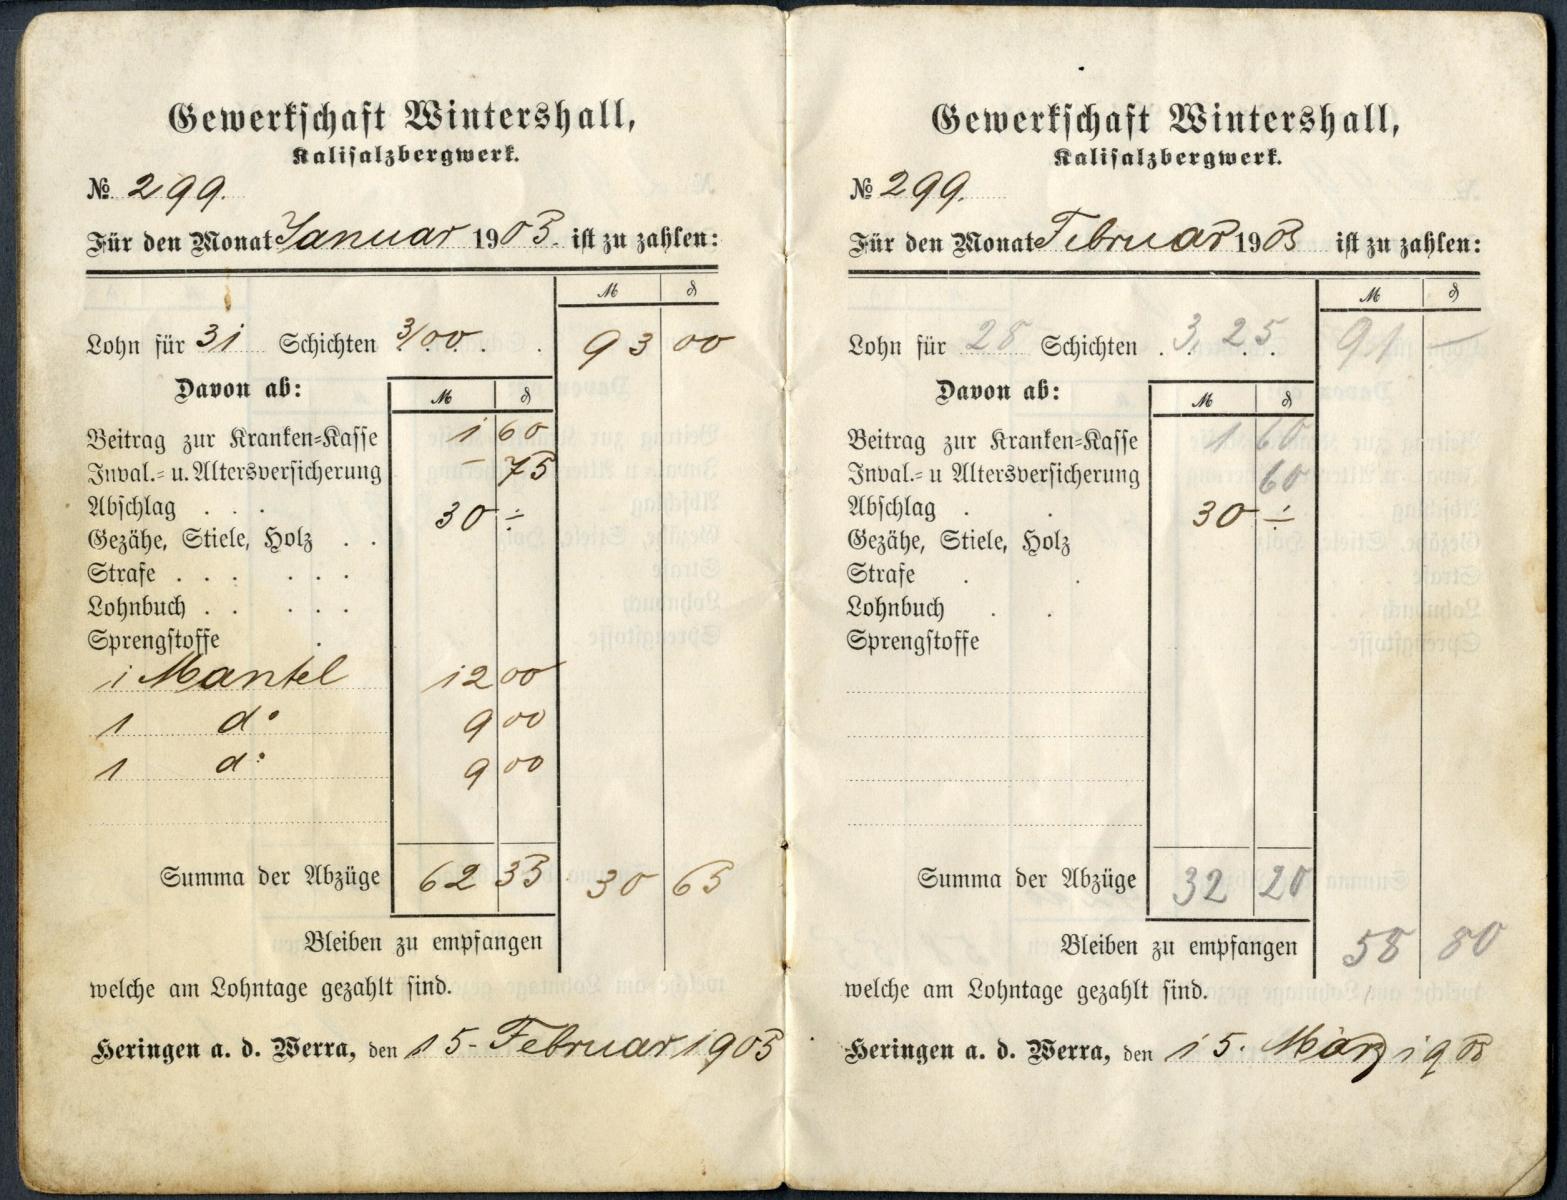 Gewerkschaft Wintershall,
Kalisalzbergwerk.
№ 299.
Für den Monat Januar 1905. ist zu zahlen:
M ₰
Lohn für 31 Schichten 3/00 . . 93 00
Davon ab: M ₰
Beitrag zur Kranken-Kasse 1 60
Inval.- u. Altersversicherung – 75
Abschlag . . . 30 ÷
Gezähe, Stiele, Holz . .
Strafe . . . . . .
Lohnbuch . . . . .
Sprengstoffe .
1 Mantel 12 00
1 do 9 00
1 do 9 00
Summa der Abzüge 62 35 30 65
Bleiben zu empfangen
welche am Lohntage gezahlt sind.
Heringen a. d. Werra, den 15. Februar 1905
Gewerkschaft Wintershall,
Kalisalzbergwerk.
№ 299.
Für den Monat Februar 1905 ist zu zahlen:
M ₰
Lohn für 28 Schichten . 3,25 . 91 –
Davon ab: M ₰
Beitrag zur Kranken-Kasse 1 60
Inval.- u Altersversicherung 60
Abschlag . . 30 ÷
Gezähe, Stiele, Holz
Strafe . .
Lohnbuch . .
Sprengstoffe
Summa der Abzüge 32 20
Bleiben zu empfangen 58 80
welche am Lohntage gezahlt sind.
Heringen a. d. Werra, den 15. März 1905